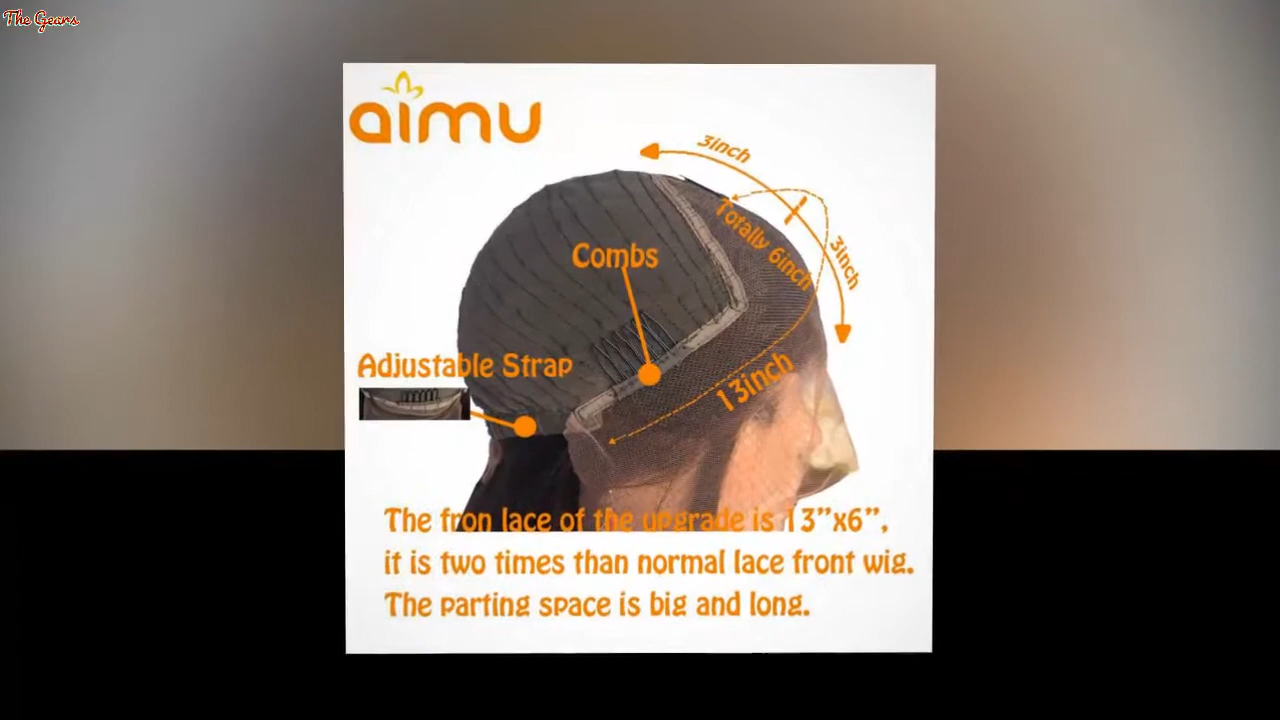 The Gears
aimu
3inch
Totally 6inch
3inch
Combs
Adjustable Strap
13inch
The fron lace of the upgrade is 13”x6”,
it is two times than normal lace front wig.
The parting space is big and long.